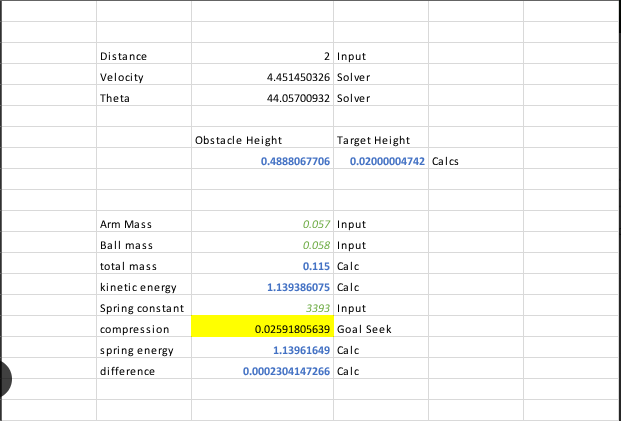 Distance 2 Input
Velocity 4.451450326 Solver
Theta 44.05700932 Solver
Obstacle Height Target Height
0.4888067706 0.02000004742 Calcs
Arm Mass 0.057 Input
Ball mass 0.058 Input
total mass 0.115 Calc
kinetic energy 1.139386075 Calc
Spring constant 3393 Input
compression 0.02591805639 Goal Seek
spring energy 1.13961649 Calc
difference 0.0002304147266 Calc